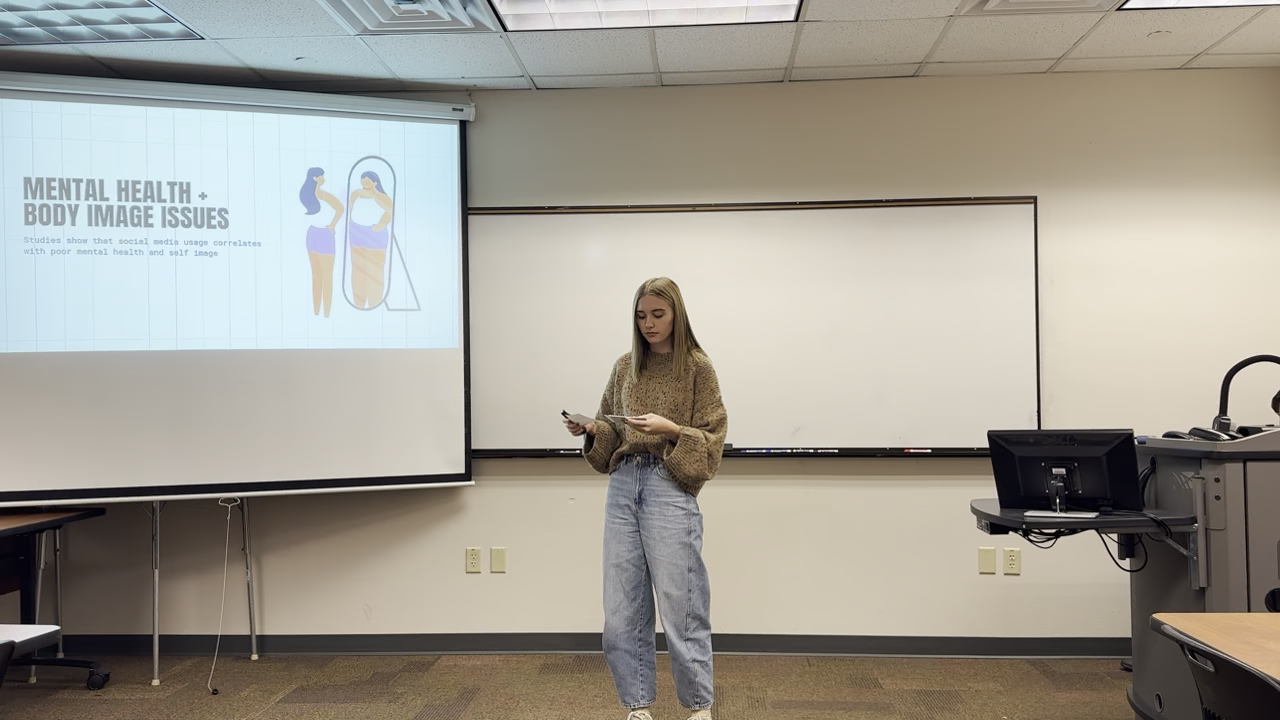 MENTAL HEALTH +
BODY IMAGE ISSUES
Studies show that social media usage correlates
with poor mental health and self image